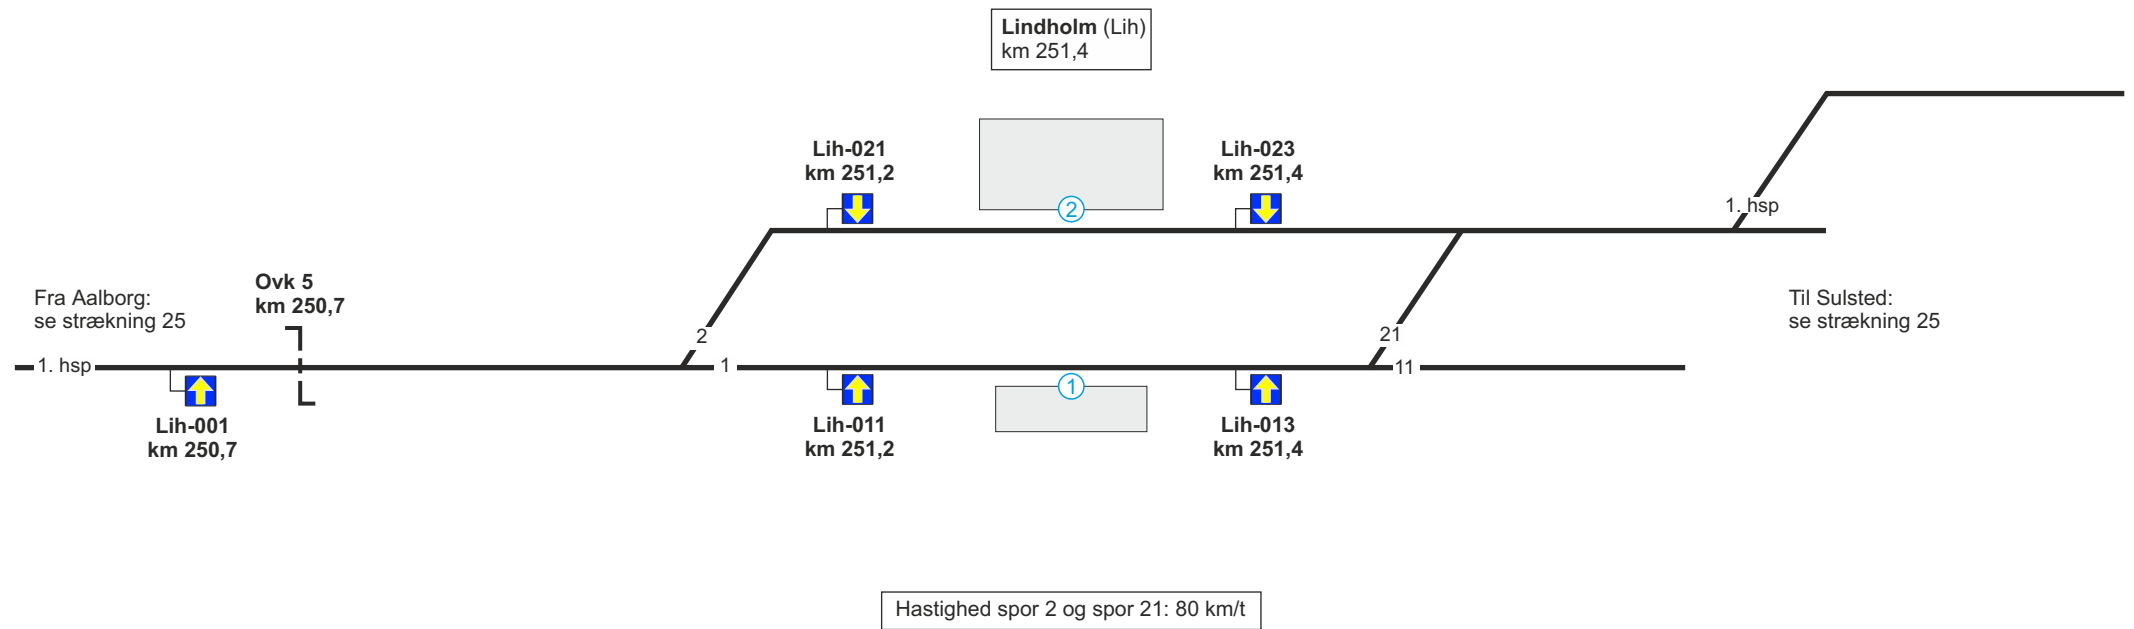 Lindholm (Lih)
km 251,4
Lih-021
km 251,2
Lih-023
km 251,4
2
1. hsp
Ovk 5
km 250,7
Fra Aalborg:
se strækning 25
Til Sulsted:
se strækning 25
2
21
1. hsp
1
11
1
Lih-001
km 250,7
Lih-011
km 251,2
Lih-013
km 251,4
Hastighed spor 2 og spor 21: 80 km/t